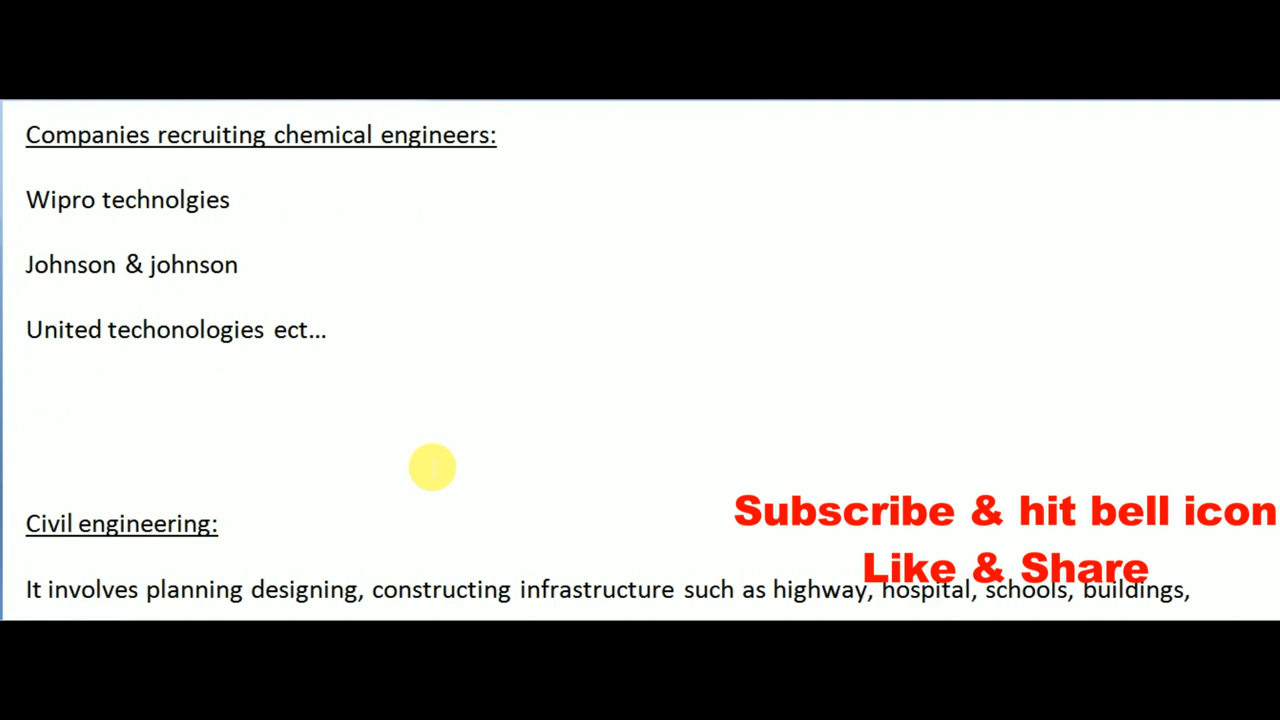 Companies recruiting chemical engineers:
Wipro technolgies
Johnson & johnson
United techonologies ect...
Civil engineering:
Subscribe & hit bell icon
Like & Share
It involves planning designing, constructing infrastructure such as highway, hospital, schools, buildings,